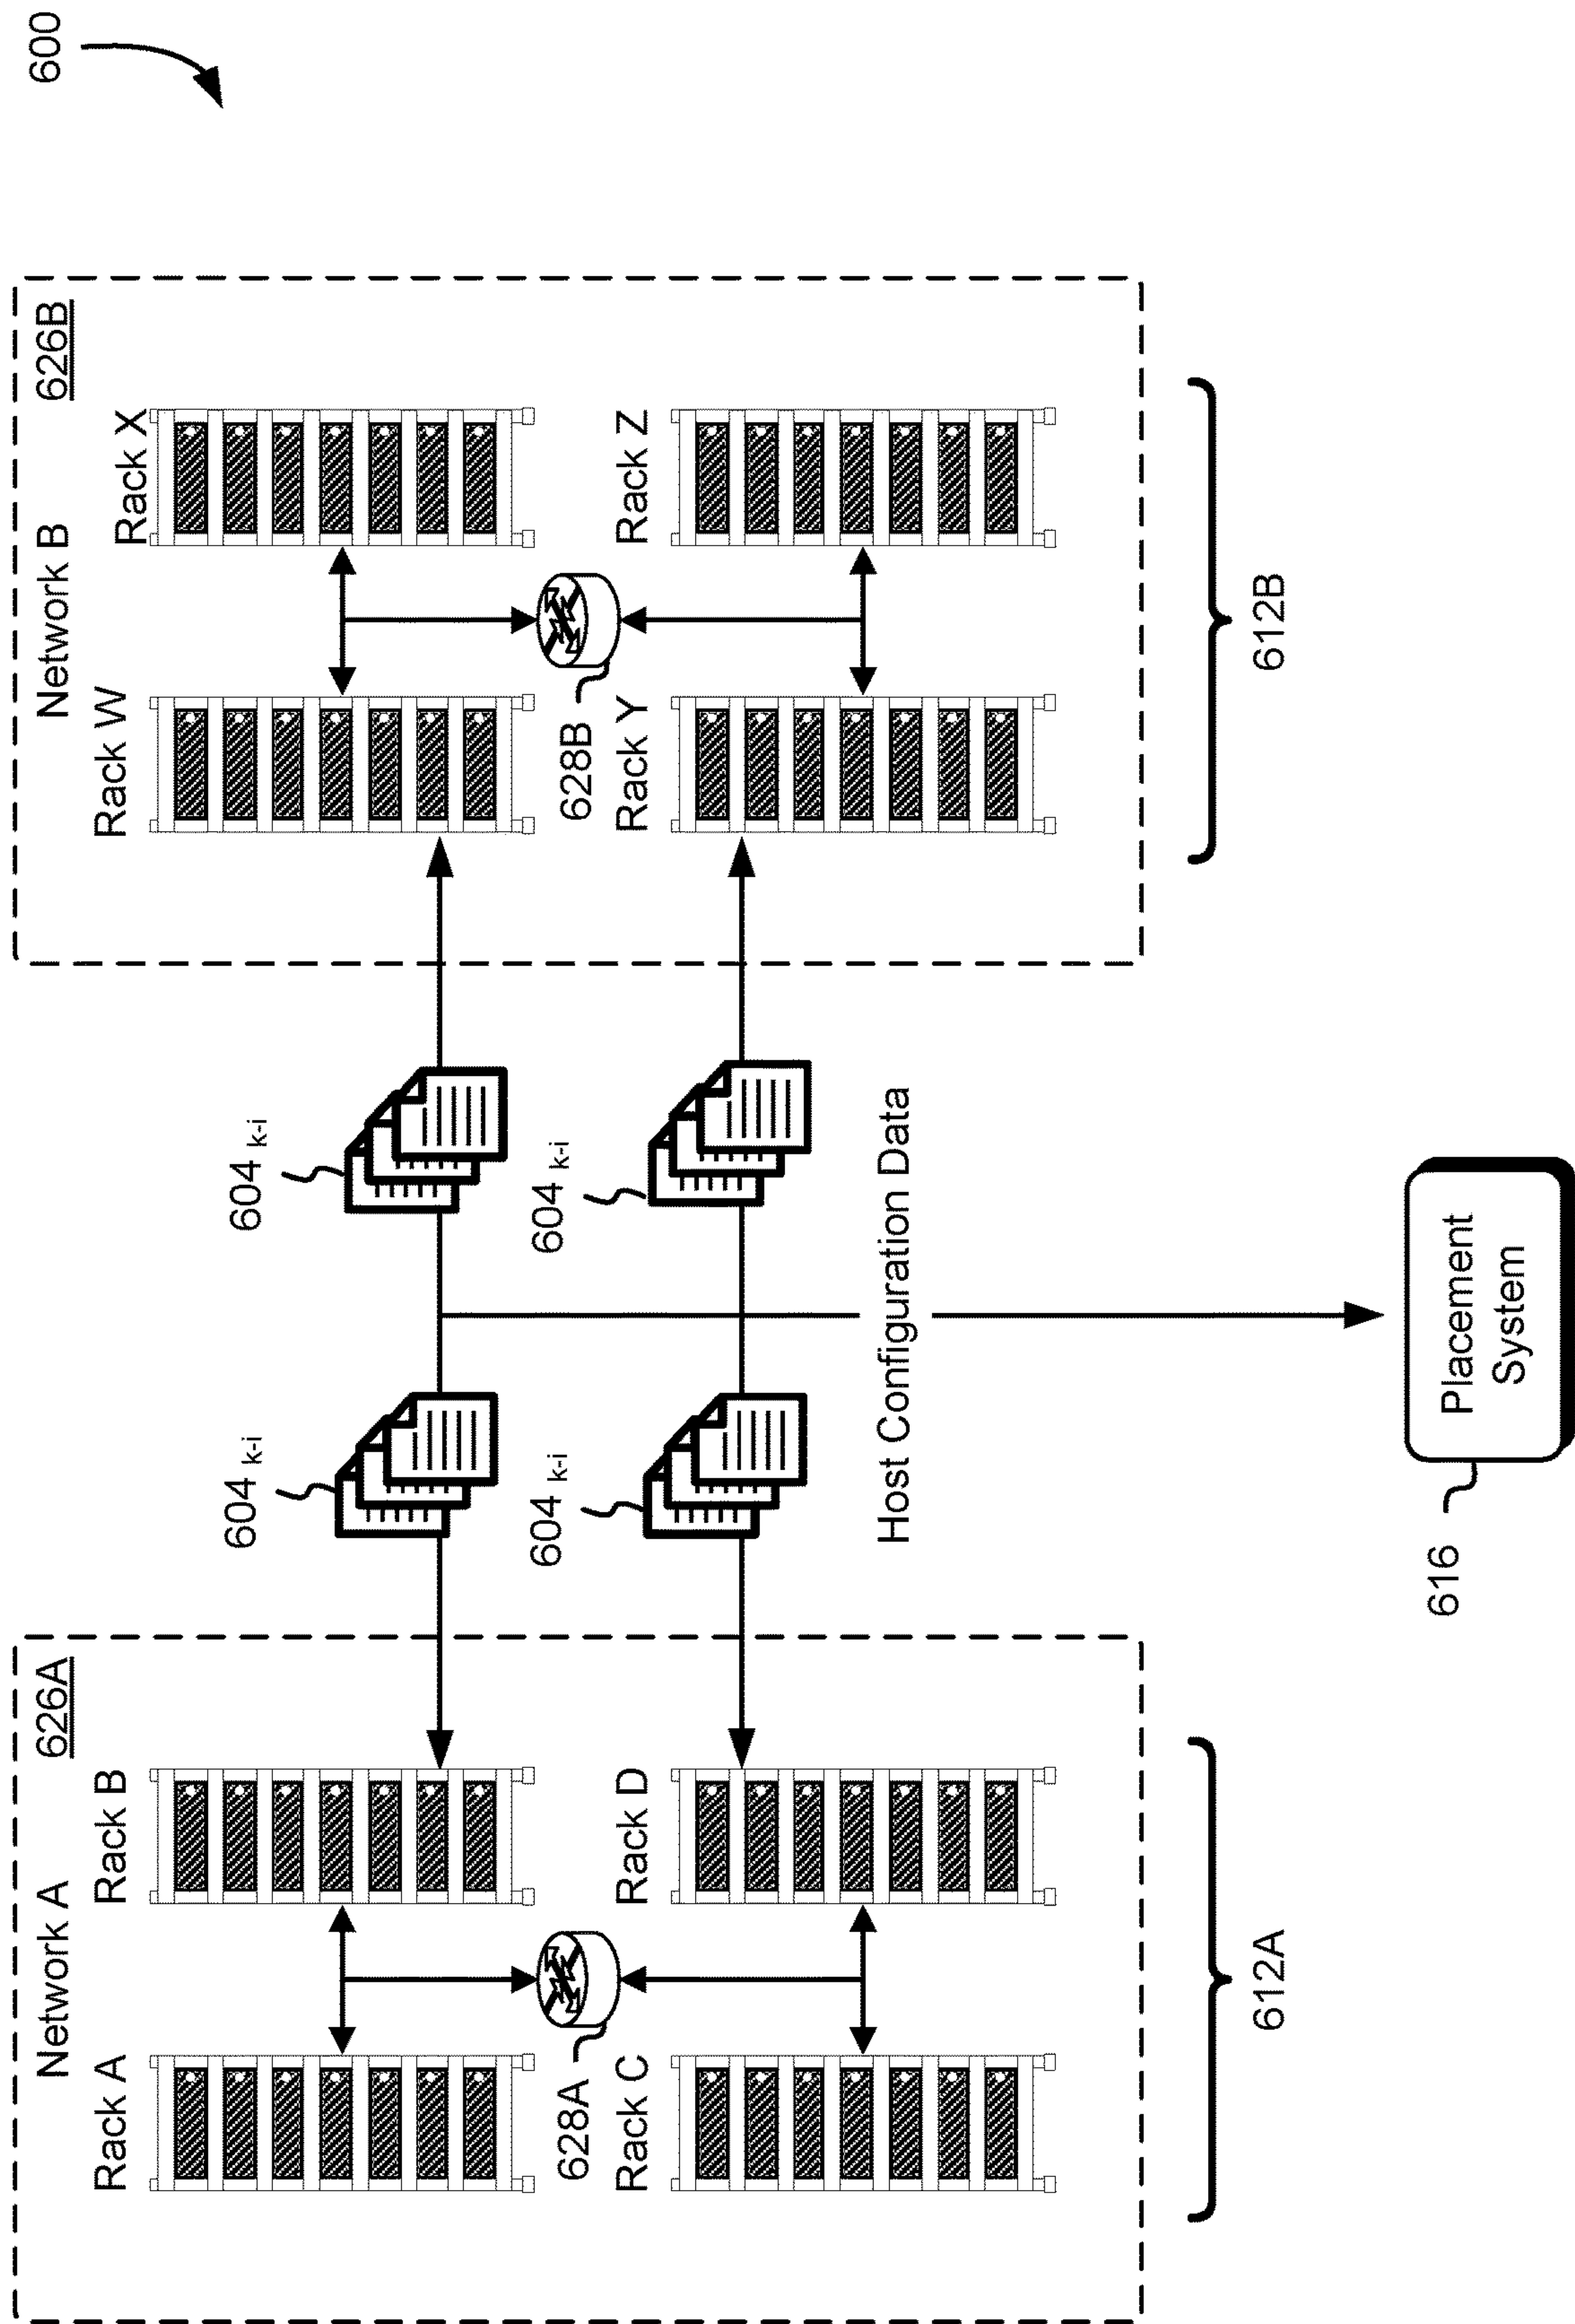 600
Network A
626A
Network B
626B
Rack A
Rack B
Rack W
Rack X
604 k-i
604 k-i
628A
628B
Rack C
Rack D
604 k-i
604 k-i
Rack Y
Rack Z
Host Configuration Data
612A
612B
616
Placement
System